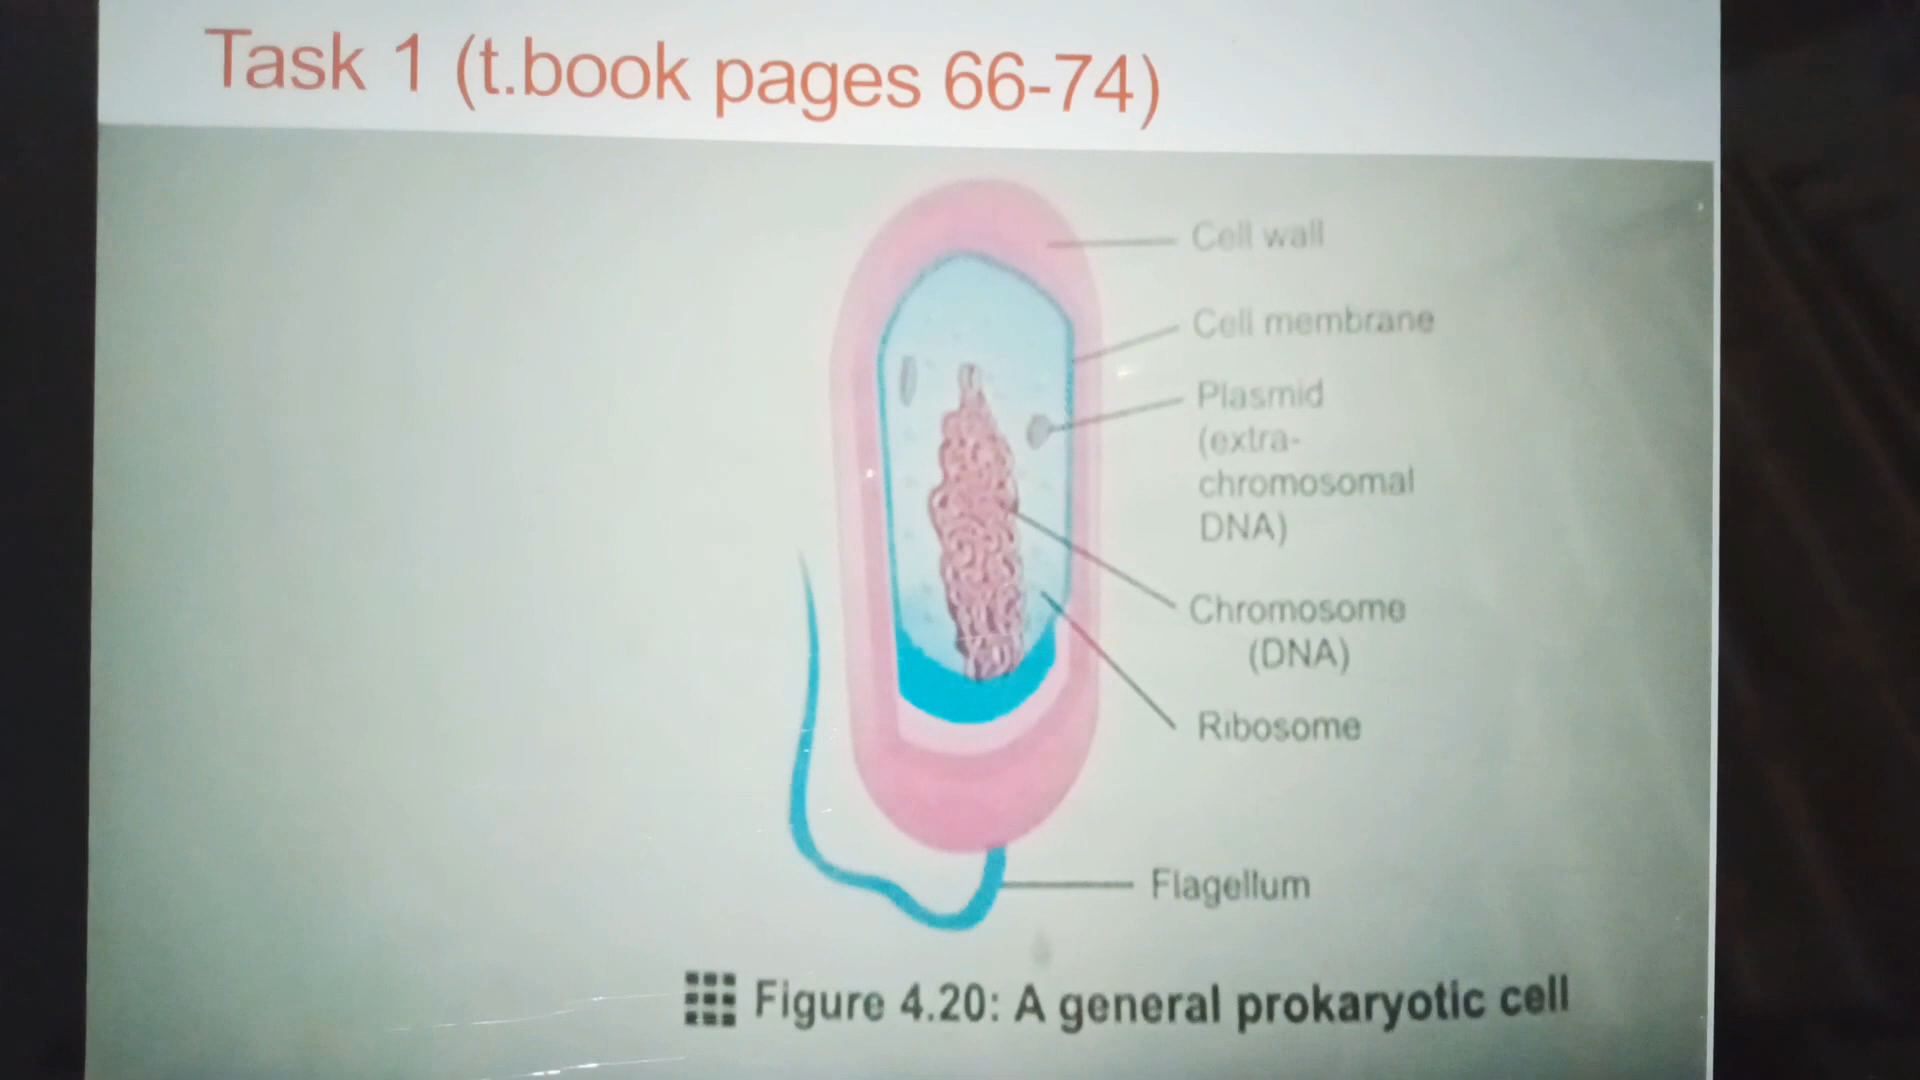 Task 1 (t.book pages 66-74)
Cell wall
Cell membrane
Plasmid
(extra-
chromosomal
DNA)
Chromosome
(DNA)
Ribosome
Flagellum
Figure 4.20: A general prokaryotic cell